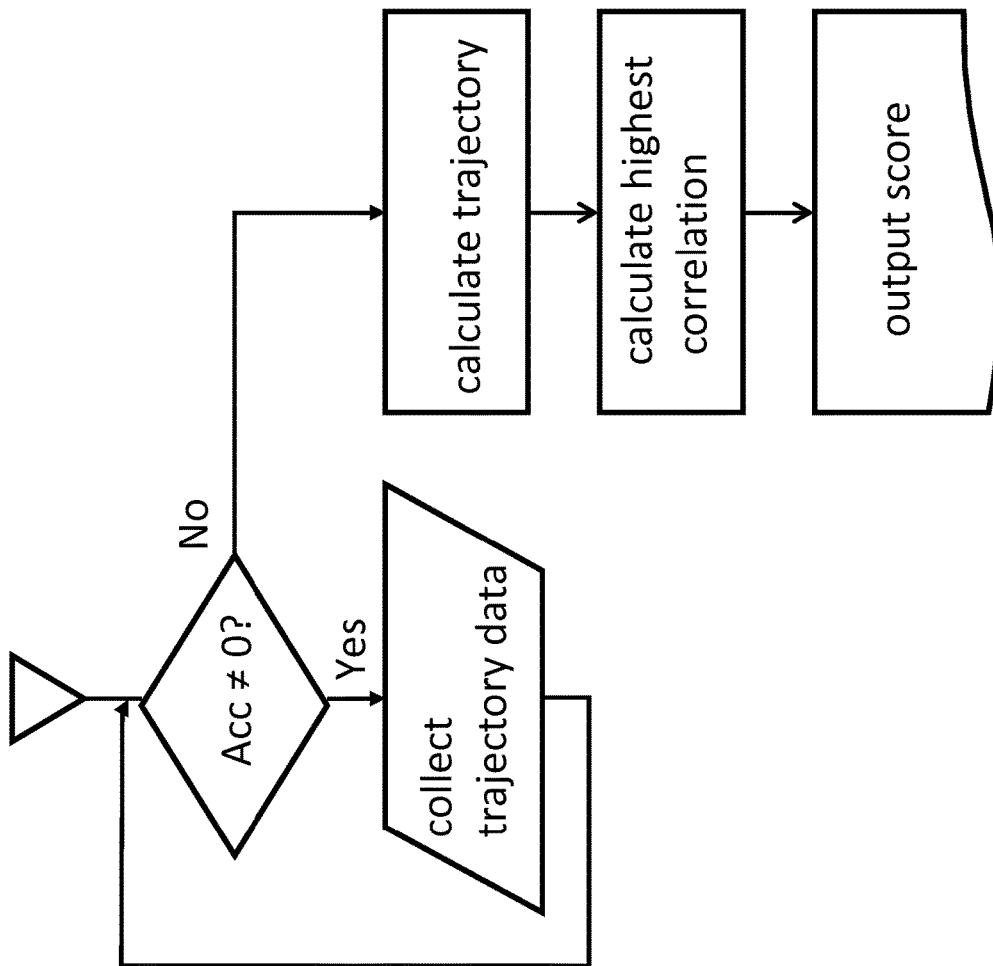 Acc ≠ 0?
No
Yes
collect
trajectory data
calculate trajectory
calculate highest
correlation
output score